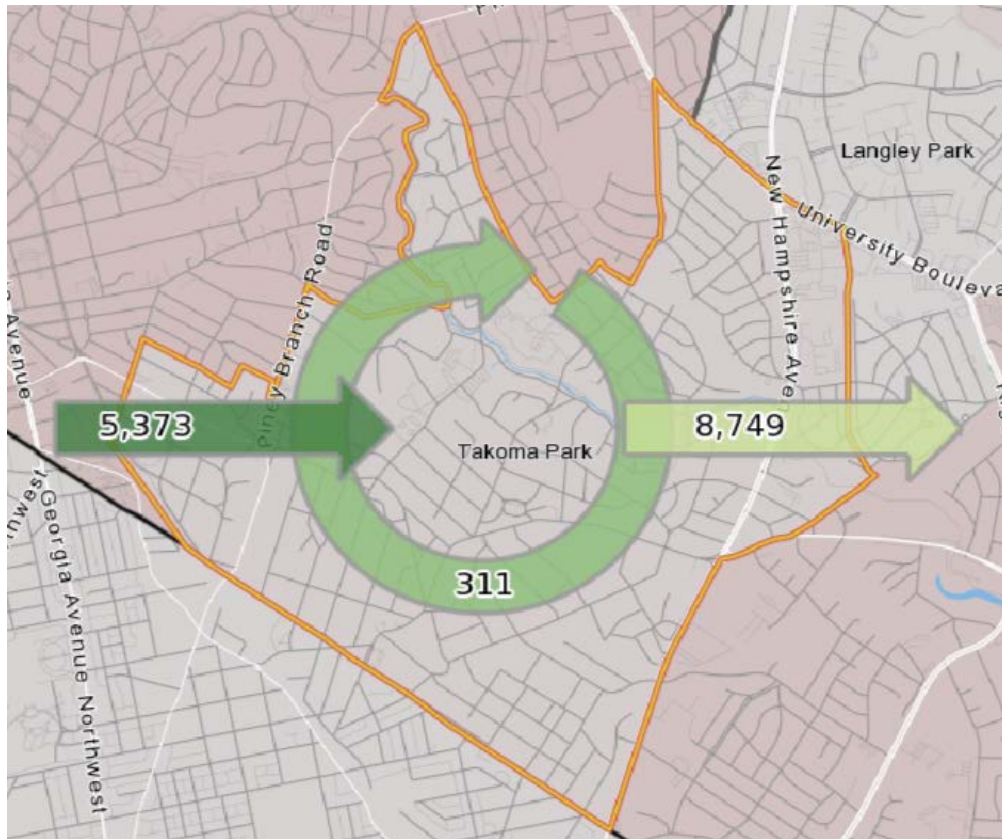 Langley Park
University Bouleva
New Hampshire Ave
Piney Branch Road
Avenue
5,373
8,749
Takoma Park
311
thwest
Georgia Avenue Northwest